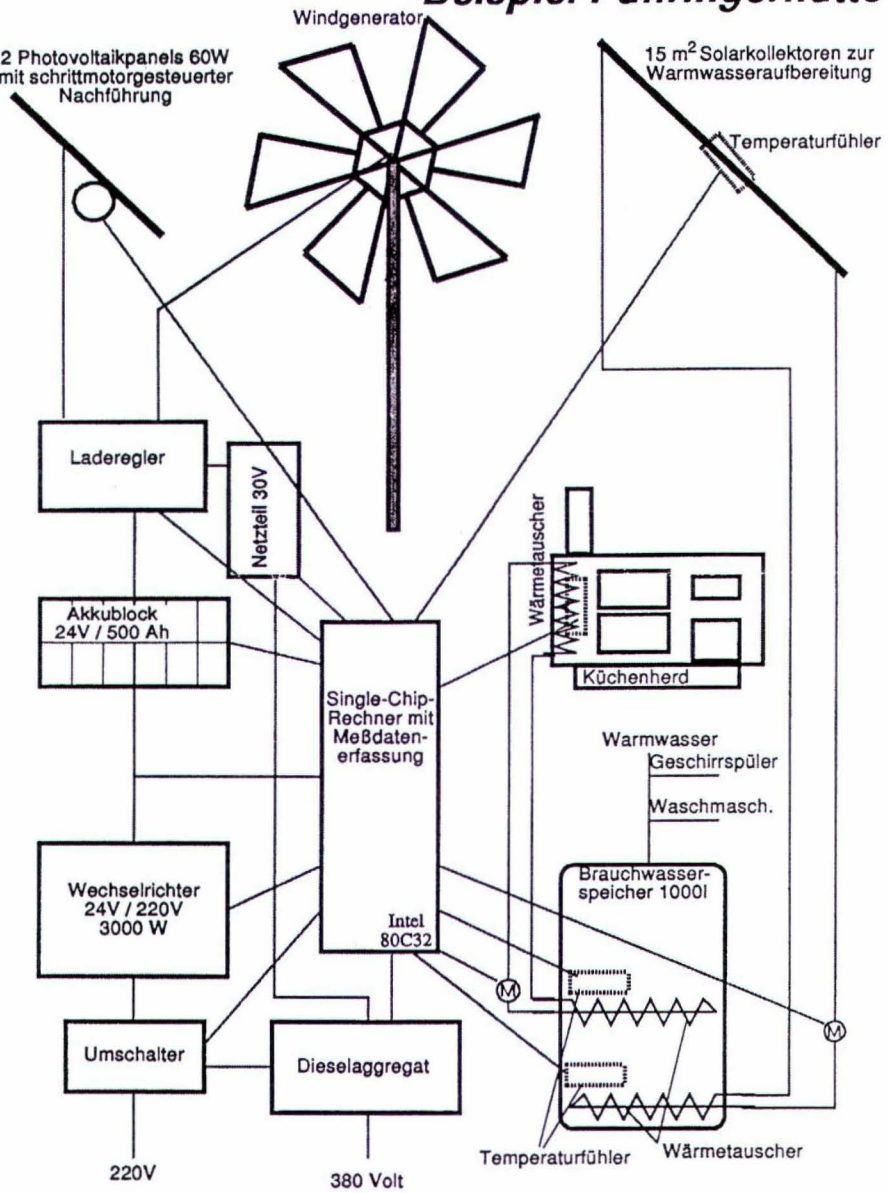 Windgenerator
2 Photovoltaikpanels 60W
mit schrittmotorgesteuerter
Nachführung
15 m² Solarkollektoren zur
Warmwasseraufbereitung
Temperaturfühler
Laderegler
Netzteil 30V
Wärmetauscher
Akkublock
24V / 500 Ah
Küchenherd
Single-Chip-
Rechner mit
Meßdaten-
erfassung
Warmwasser
Geschirrspüler
Waschmasch.
Wechselrichter
24V / 220V
3000 W
Intel
80C32
Brauchwasser-
speicher 1000l
M
M
Umschalter
Dieselaggregat
Temperaturfühler
Wärmetauscher
220V
380 Volt